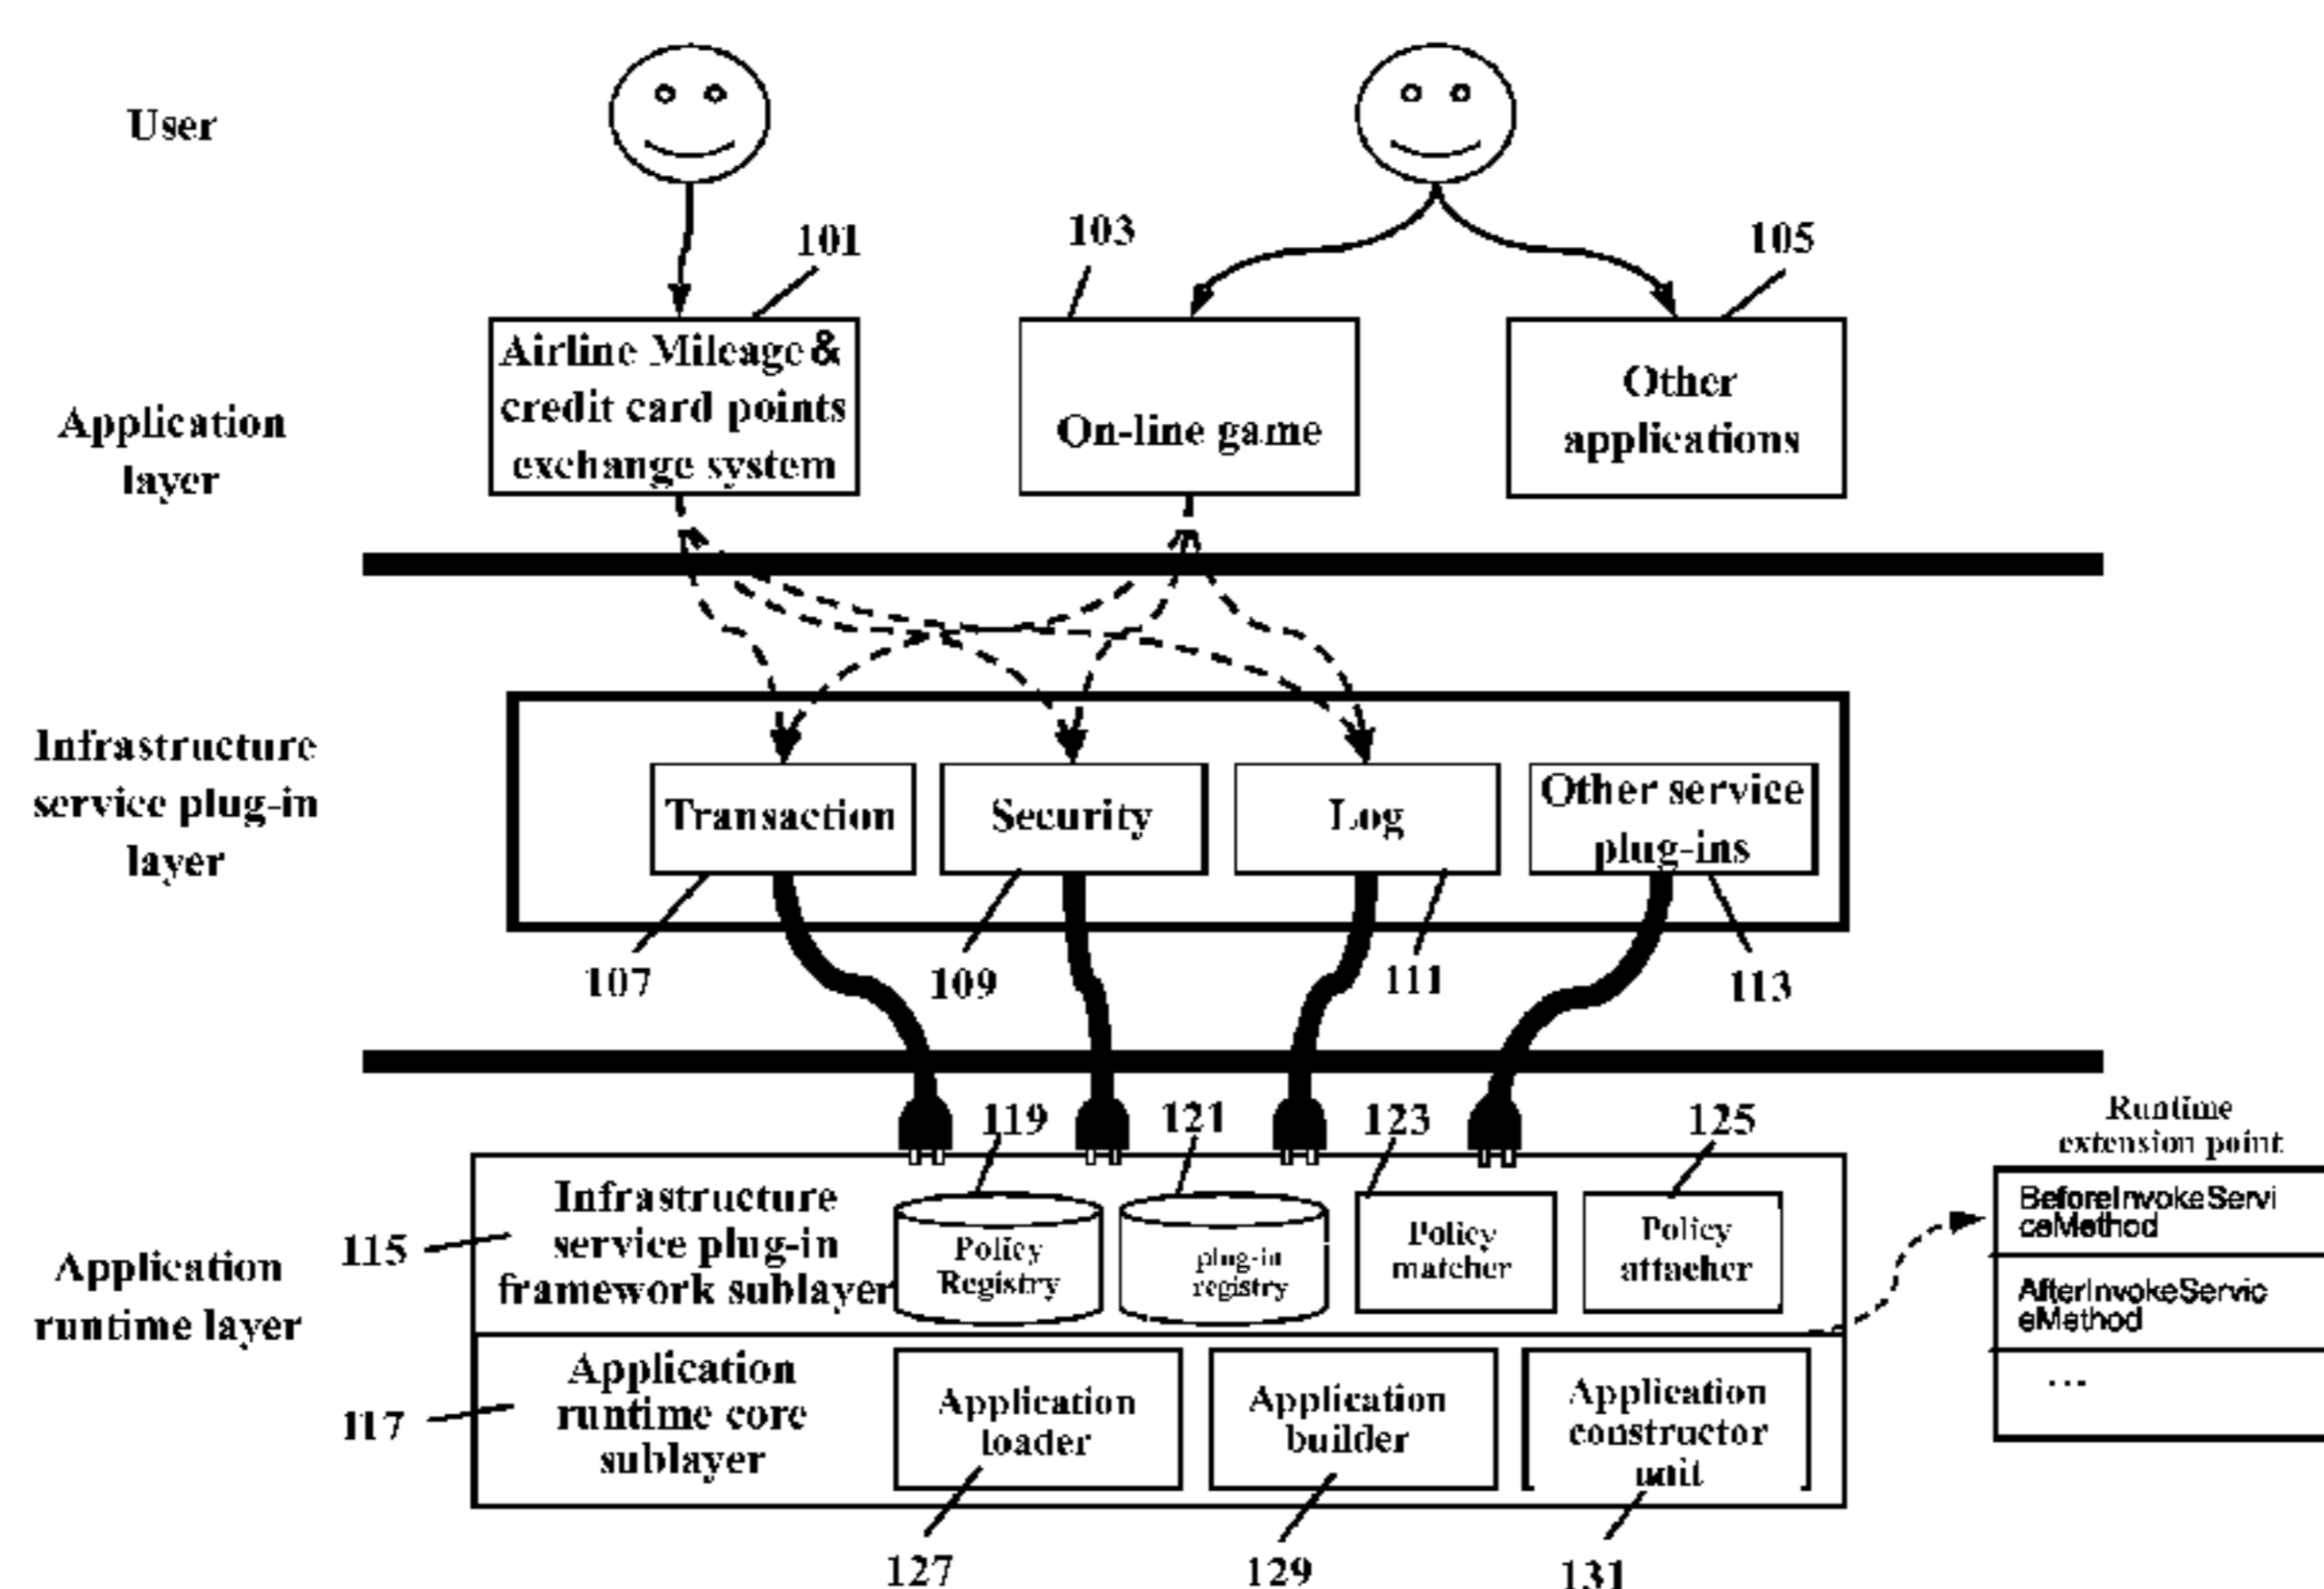 User
101
103
105
Airline Mileage &
credit card points
exchange system
On-line game
Other
applications
Application
layer
Infrastructure
service plug-in
layer
Transaction
Security
Log
Other service
plug-ins
107
109
111
113
119
121
123
125
Runtime
extension point
115
Infrastructure
service plug-in
framework sublayer
Policy
Registry
plug-in
registry
Policy
matcher
Policy
attacher
BeforeInvokeServi
ceMethod
AfterInvokeServic
eMethod
...
Application
runtime layer
117
Application
runtime core
sublayer
Application
loader
Application
builder
Application
constructor
unit
127
129
131